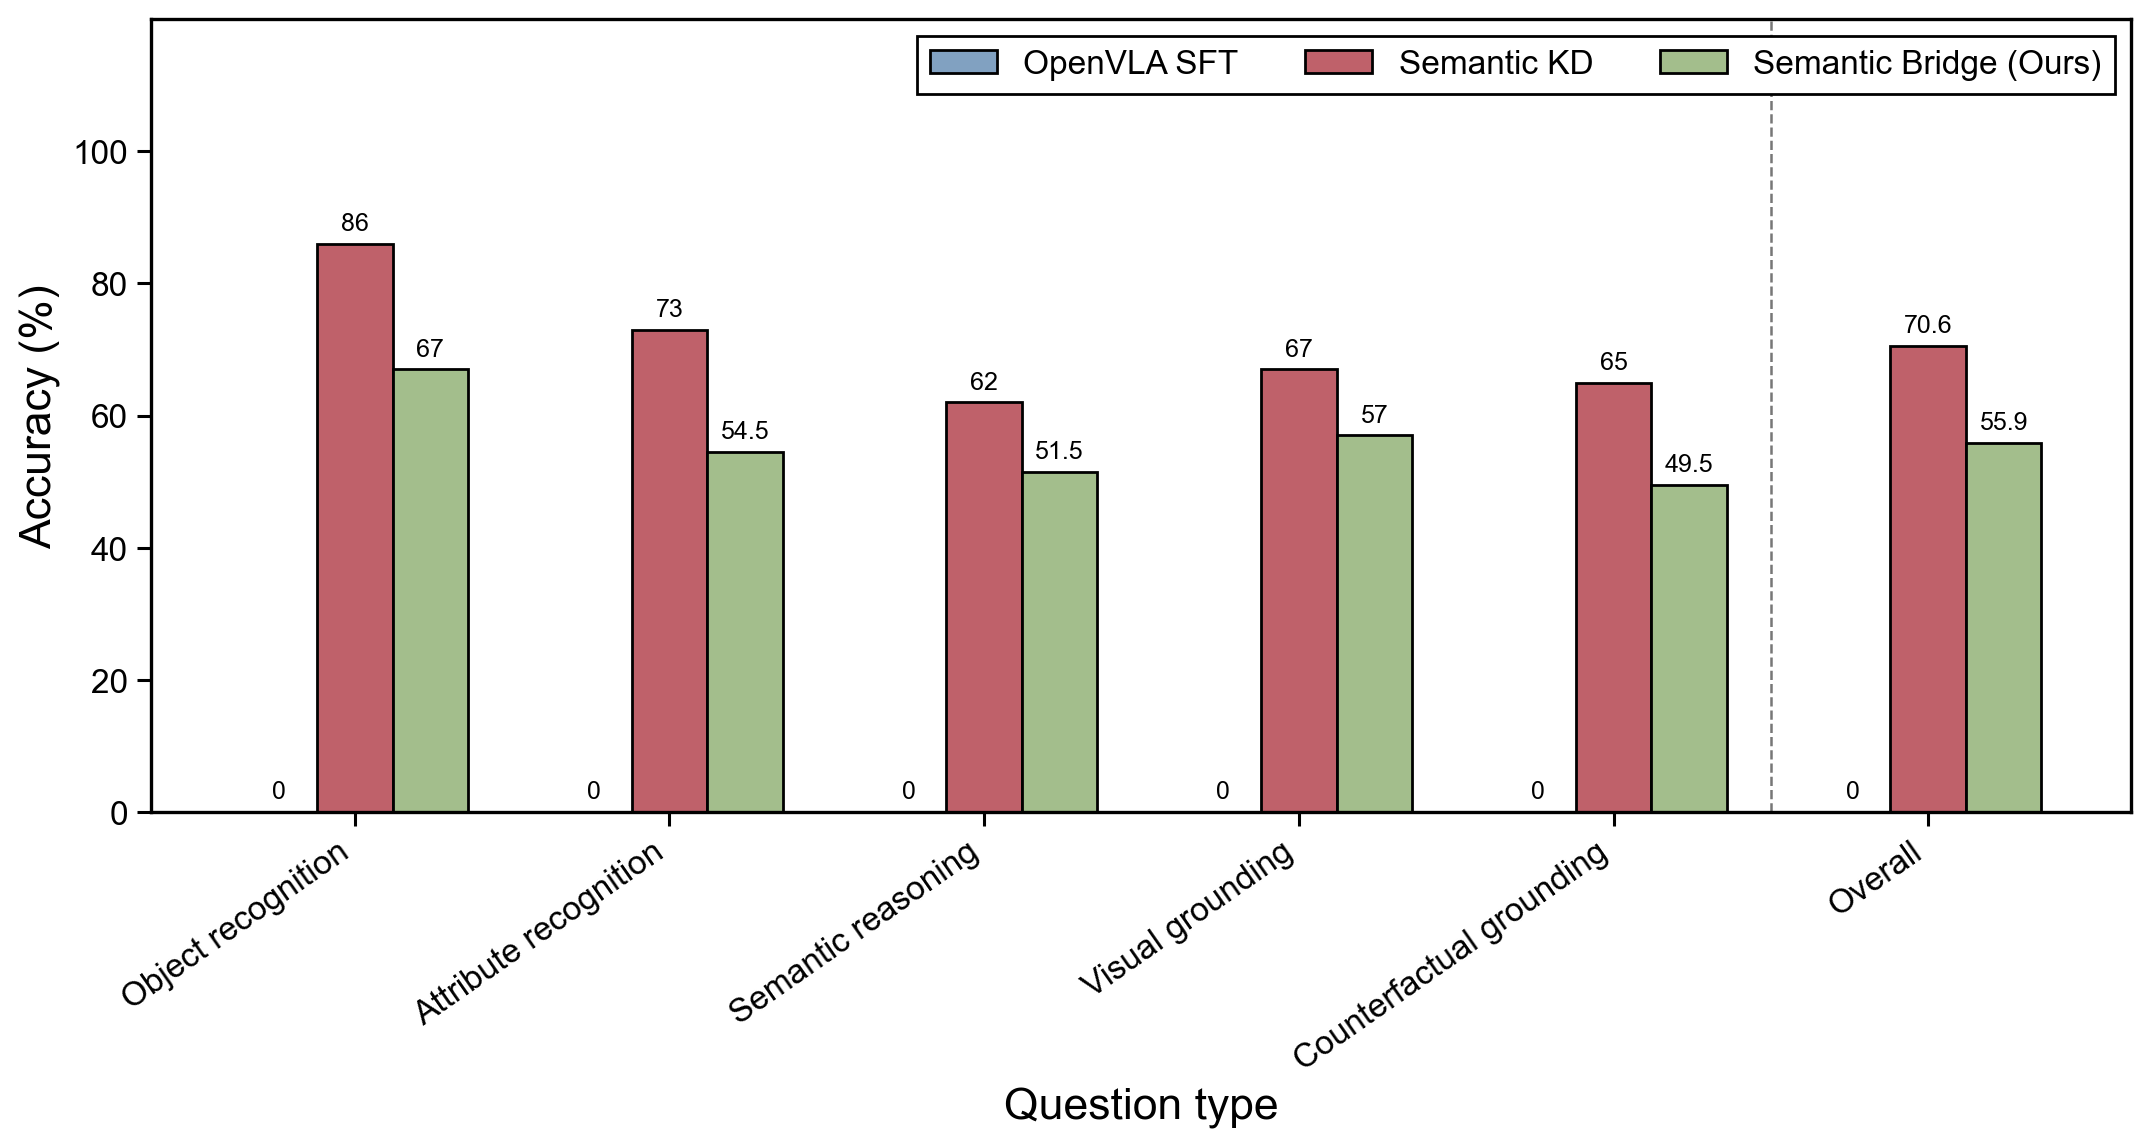 OpenVLA SFT Semantic KD Semantic Bridge (Ours)
Accuracy (%)
100
80
60
40
20
0
0 86 67
0 73 54.5
0 62 51.5
0 67 57
0 65 49.5
0 70.6 55.9
Object recognition
Attribute recognition
Semantic reasoning
Visual grounding
Counterfactual grounding
Overall
Question type